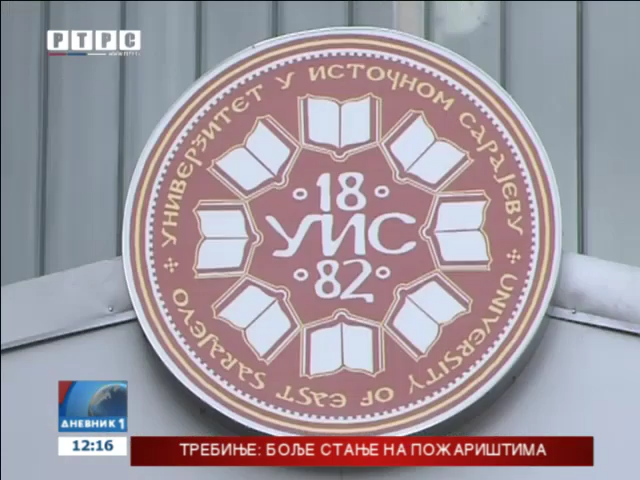 РТРС
УНИВЕРЗИТЕТ У ИСТОЧНОМ САРАЈЕВУ
18
УИС
82
UNIVERSITY OF EAST SARAJEVO
ДНЕВНИК 1
12:16
ТРЕБИЊЕ: БОЉЕ СТАЊЕ НА ПОЖАРИШТИМА